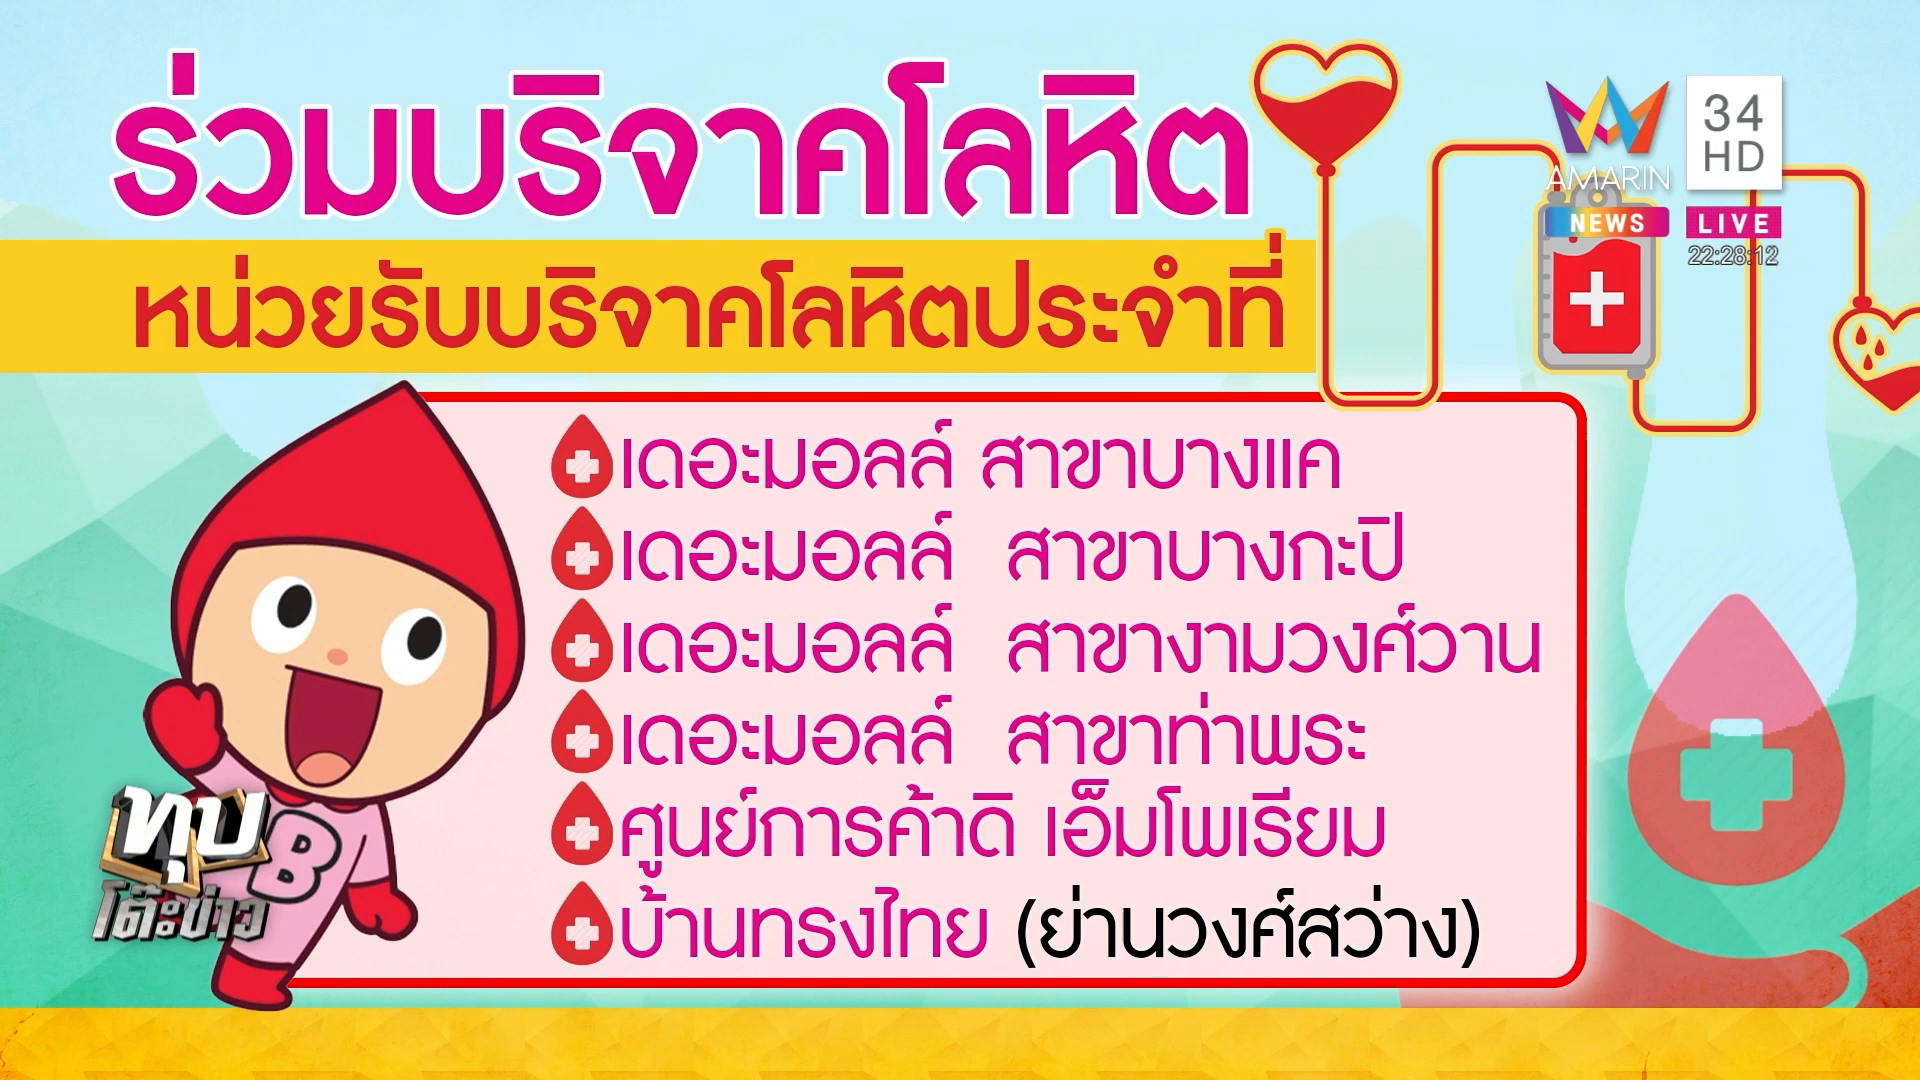 ร่วมบริจาคโลหิต
AMARIN
NEWS
34
HD
LIVE
22:28:12
หน่วยรับบริจาคโลหิตประจำที่
เดอะมอลล์ สาขาบางแค
เดอะมอลล์ สาขาบางกะปิ
เดอะมอลล์ สาขางามวงศ์วาน
เดอะมอลล์ สาขาท่าพระ
ศูนย์การค้าดิ เอ็มโพเรียม
บ้านทรงไทย (ย่านวงศ์สว่าง)
B
ทุบ
โต๊ะข่าว